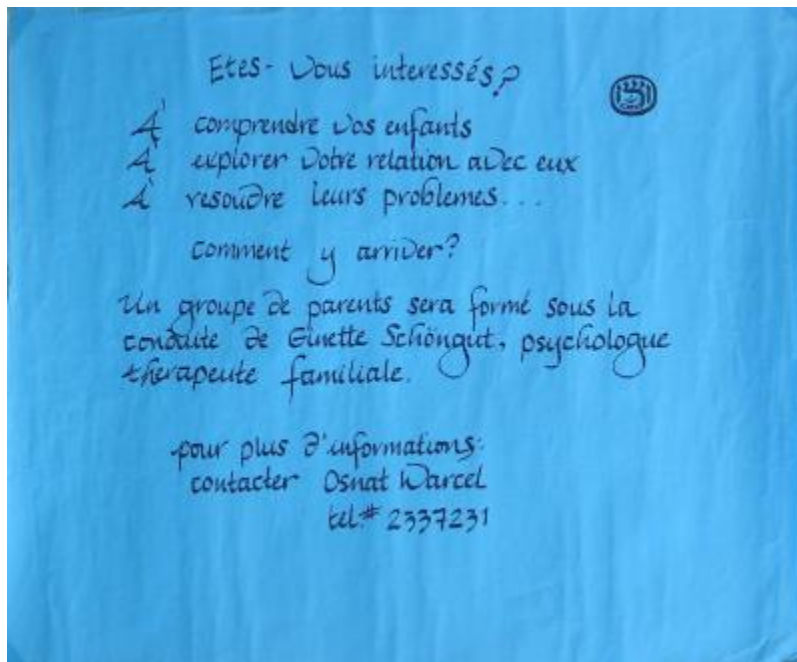 Etes-Vous interessés?
À comprendre vos enfants
À explorer votre relation avec eux
À resoudre leurs problemes...
comment y arriver?
Un groupe de parents sera formé sous la
conduite de Ginette Schöngut, psychologue
therapeute familiale.
pour plus d'informations:
contacter Osnat Warcel
tel.# 2337231